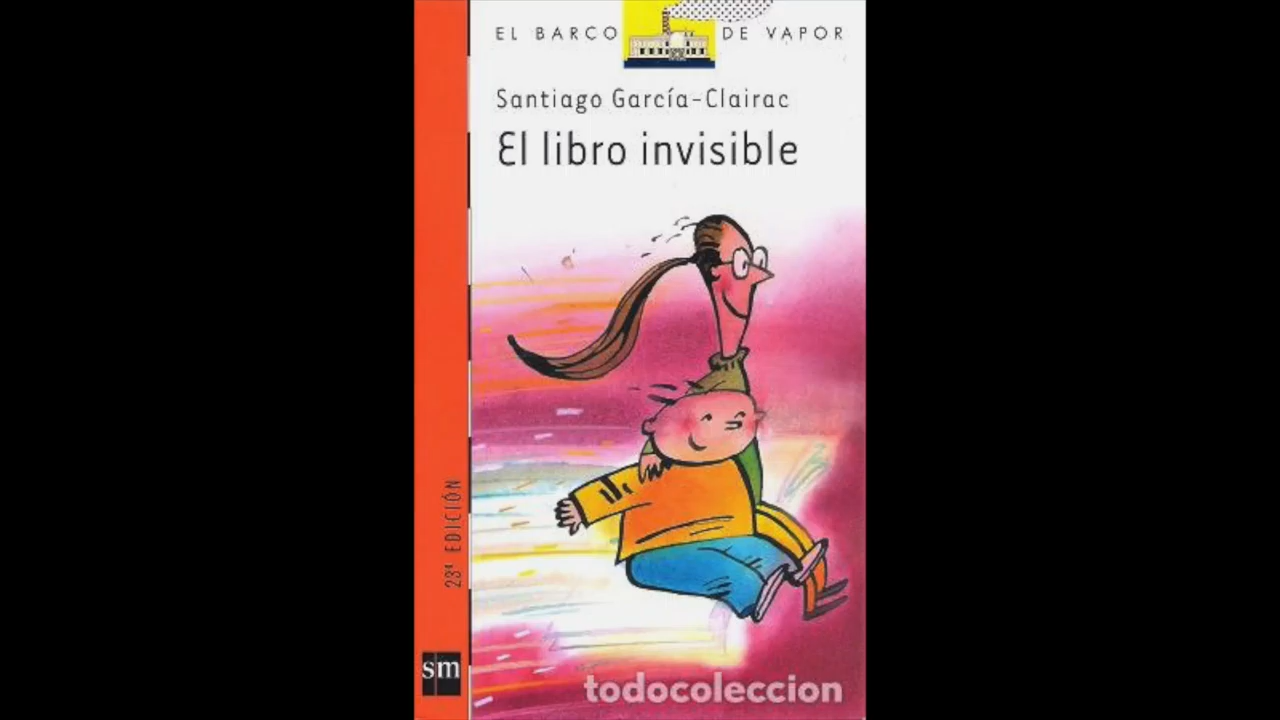 EL BARCO DE VAPOR
Santiago García-Clairac
El libro invisible
23ª EDICIÓN
sm
todocoleccion